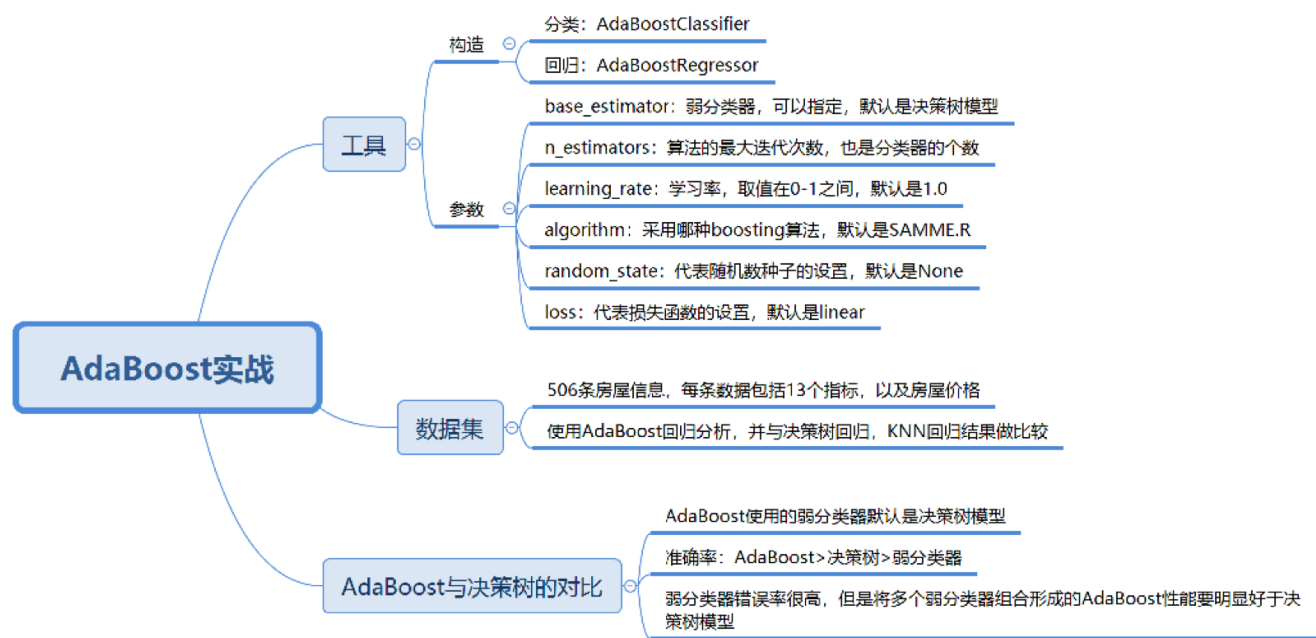 AdaBoost实战
工具
构造
分类：AdaBoostClassifier
回归：AdaBoostRegressor
参数
base_estimator：弱分类器，可以指定，默认是决策树模型
n_estimators：算法的最大迭代次数，也是分类器的个数
learning_rate：学习率，取值在0-1之间，默认是1.0
algorithm：采用哪种boosting算法，默认是SAMME.R
random_state：代表随机数种子的设置，默认是None
loss：代表损失函数的设置，默认是linear
数据集
506条房屋信息，每条数据包括13个指标，以及房屋价格
使用AdaBoost回归分析，并与决策树回归，KNN回归结果做比较
AdaBoost与决策树的对比
AdaBoost使用的弱分类器默认是决策树模型
准确率：AdaBoost>决策树>弱分类器
弱分类器错误率很高，但是将多个弱分类器组合形成的AdaBoost性能要明显好于决
策树模型